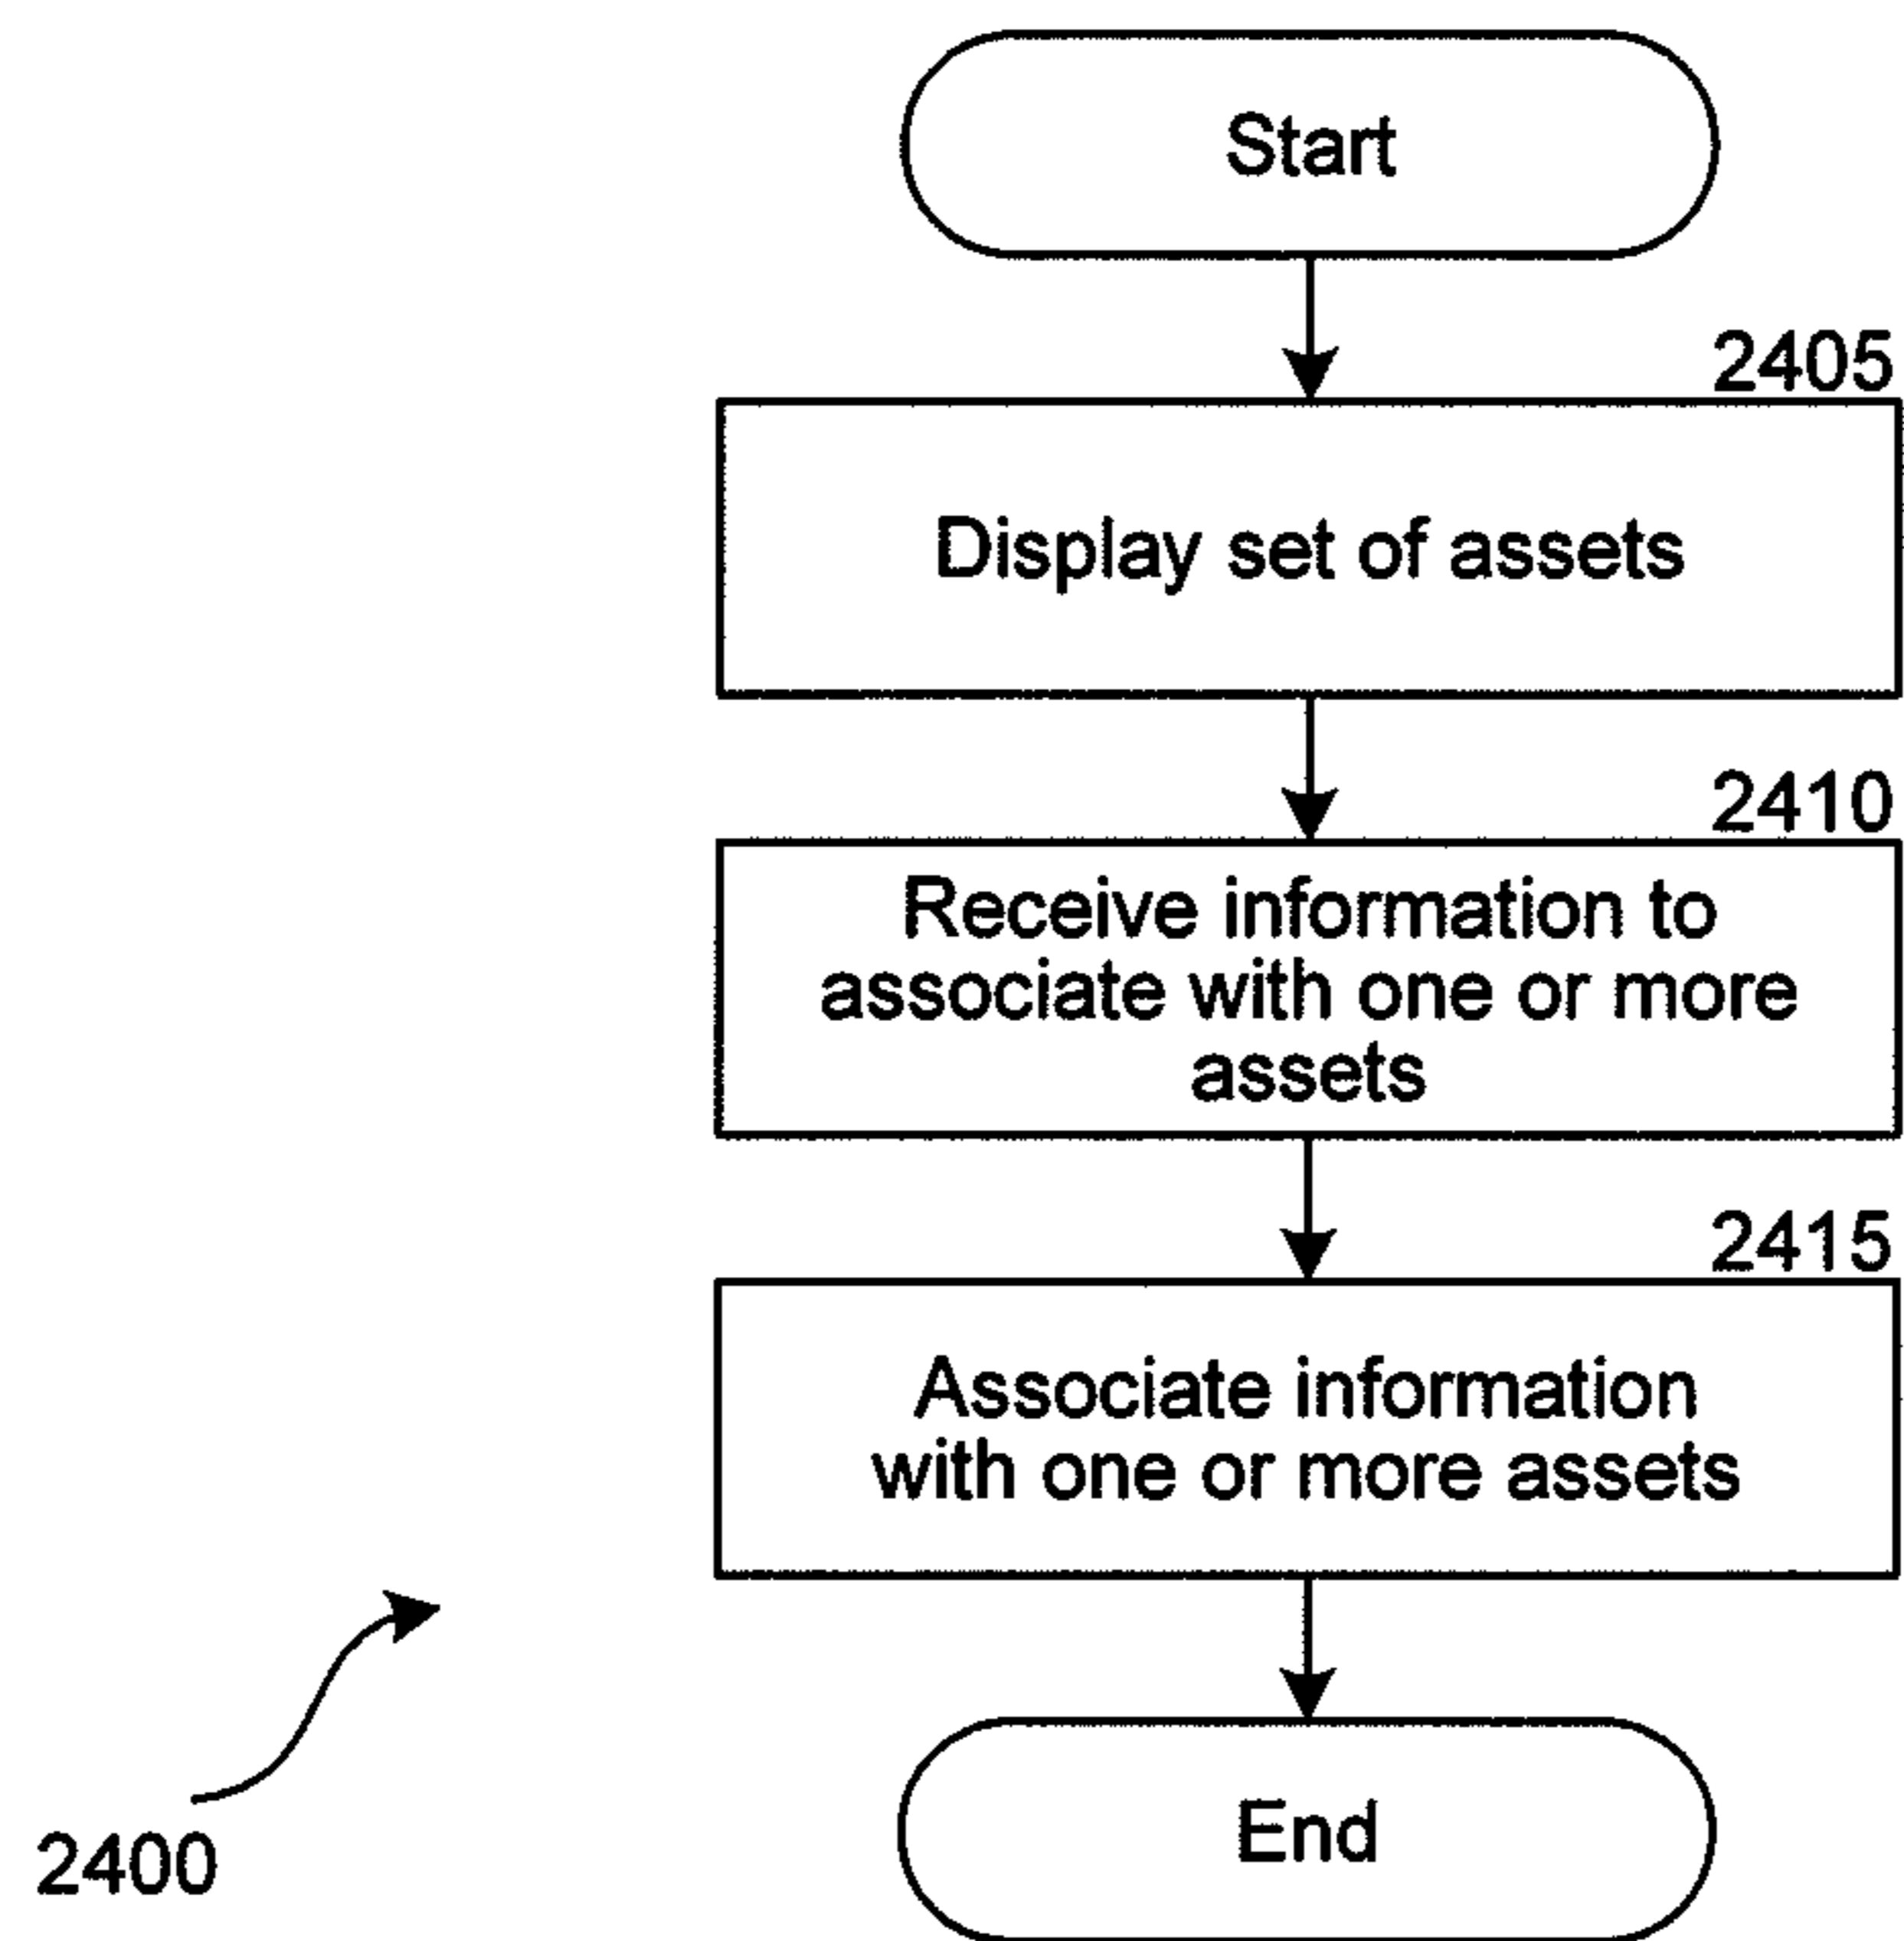 Start
2405
Display set of assets
2410
Receive information to
associate with one or more
assets
2415
Associate information
with one or more assets
End
2400